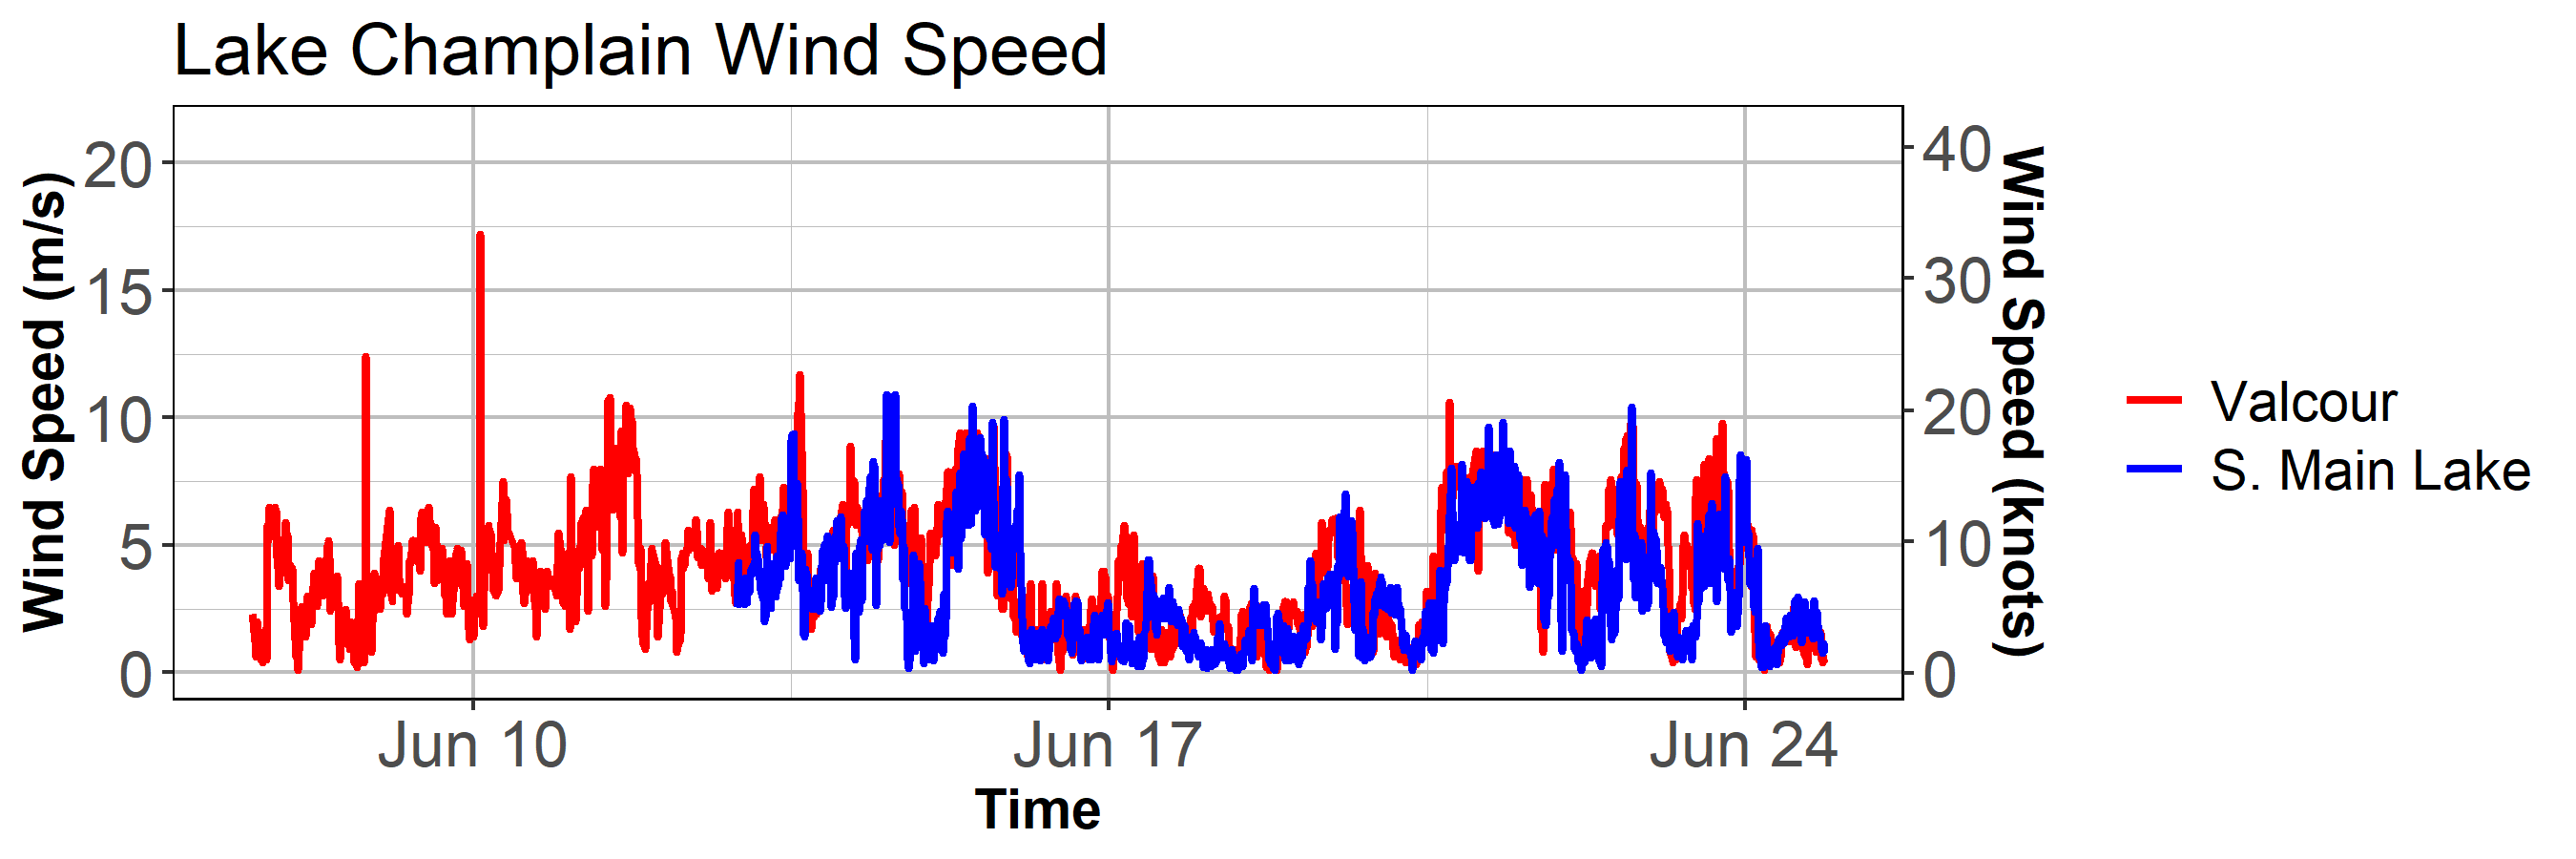 Lake Champlain Wind Speed
Wind Speed (m/s)
20
15
10
5
0
40
30
20
10
0
Wind Speed (knots)
Valcour
S. Main Lake
Jun 10
Jun 17
Jun 24
Time